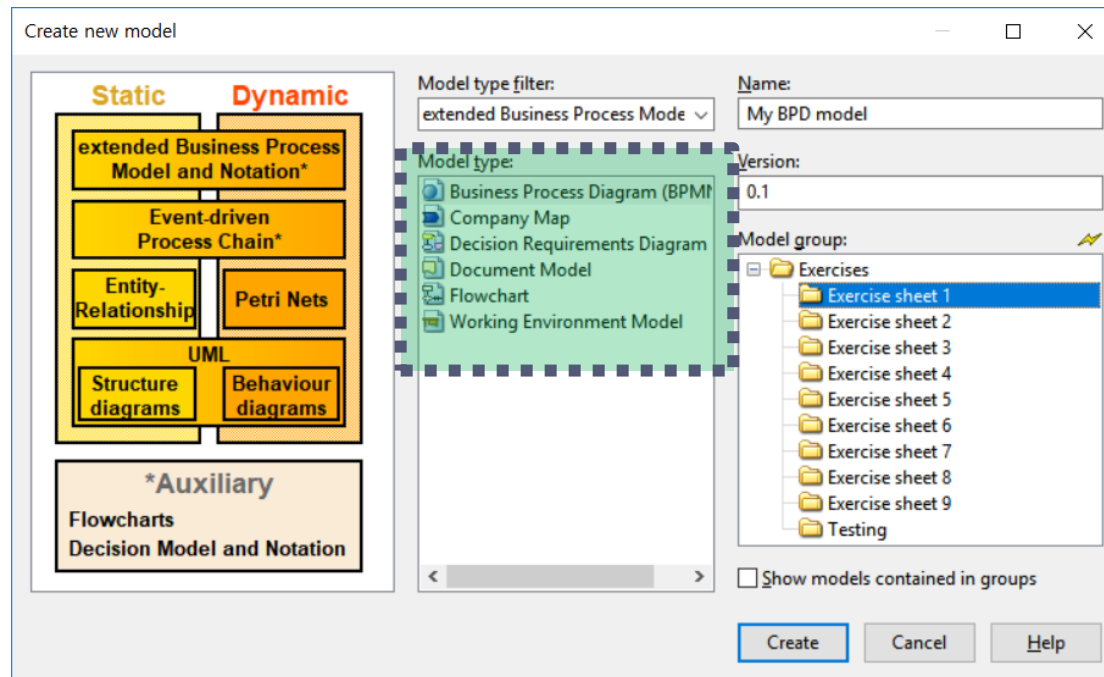 Create new model
Static
Dynamic
extended Business Process
Model and Notation*
Event-driven
Process Chain*
Entity-
Relationship
Petri Nets
UML
Structure
diagrams
Behaviour
diagrams
*Auxiliary
Flowcharts
Decision Model and Notation
Model type filter:
extended Business Process Mode
Model type:
Business Process Diagram (BPMN
Company Map
Decision Requirements Diagram
Document Model
Flowchart
Working Environment Model
Name:
My BPD model
Version:
0.1
Model group:
Exercises
Exercise sheet 1
Exercise sheet 2
Exercise sheet 3
Exercise sheet 4
Exercise sheet 5
Exercise sheet 6
Exercise sheet 7
Exercise sheet 8
Exercise sheet 9
Testing
Show models contained in groups
Create
Cancel
Help